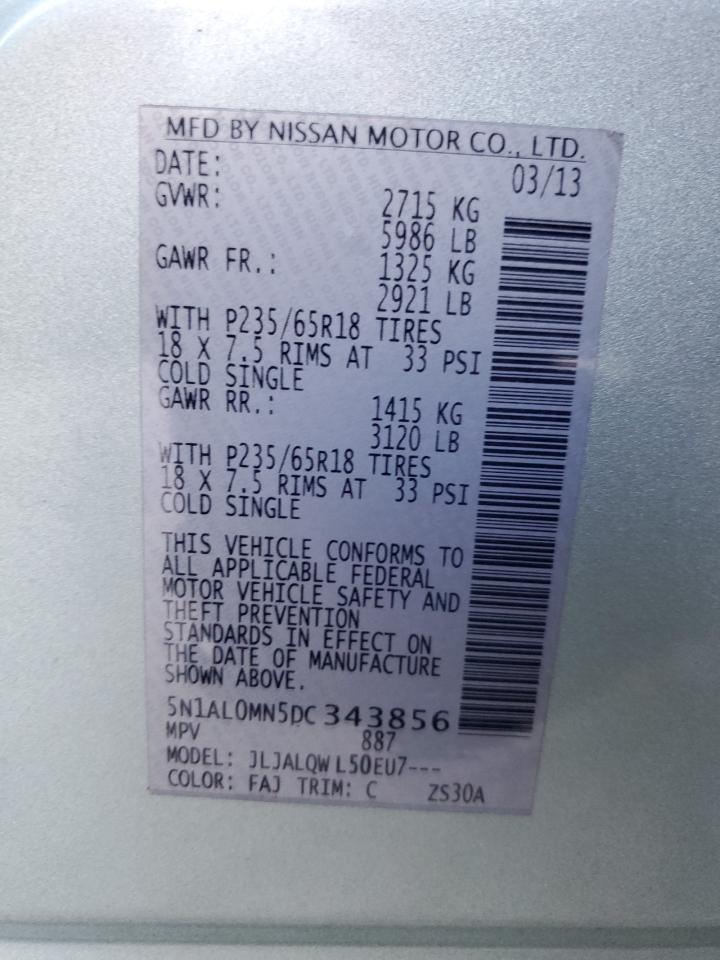 MFD BY NISSAN MOTOR CO., LTD.
DATE: 03/13
GVWR: 2715 KG
5986 LB
GAWR FR.: 1325 KG
2921 LB
WITH P235/65R18 TIRES
18 X 7.5 RIMS AT 33 PSI
COLD SINGLE
GAWR RR.: 1415 KG
3120 LB
WITH P235/65R18 TIRES
18 X 7.5 RIMS AT 33 PSI
COLD SINGLE
THIS VEHICLE CONFORMS TO
ALL APPLICABLE FEDERAL
MOTOR VEHICLE SAFETY AND
THEFT PREVENTION
STANDARDS IN EFFECT ON
THE DATE OF MANUFACTURE
SHOWN ABOVE.
5N1AL0MN5DC 343856
MPV 887
MODEL: JLJALQW L50EU7---
COLOR: FAJ TRIM: C ZS30A